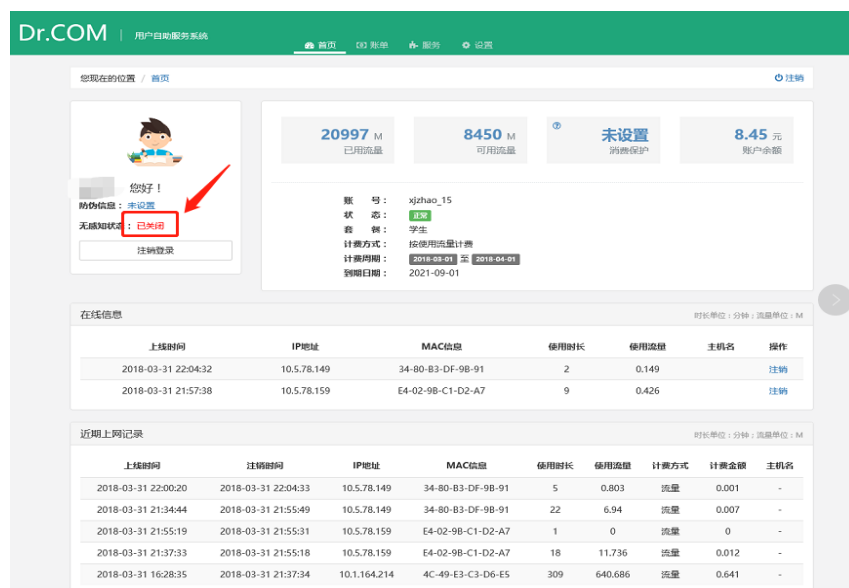 Dr.COM | 用户自助服务系统 首页 账单 服务 设置
您现在的位置 / 首页 注销
20997 M 8450 M 未设置 8.45 元
已用流量 可用流量 消费保护 账户余额
您好！
防伪信息：未设置
无感知状态：已关闭
注销登录
账 号： xjzhao_15
状 态： 正常
套 餐： 学生
计费方式： 按使用流量计费
计费周期： 2018-03-01 至 2018-04-01
到期日期： 2021-09-01
在线信息 时长单位：分钟；流量单位：M
上线时间 IP地址 MAC信息 使用时长 使用流量 主机名 操作
2018-03-31 22:04:32 10.5.78.149 34-80-B3-DF-9B-91 2 0.149 注销
2018-03-31 21:57:38 10.5.78.159 E4-02-9B-C1-D2-A7 9 0.426 注销
近期上网记录 时长单位：分钟；流量单位：M
上线时间 注销时间 IP地址 MAC信息 使用时长 使用流量 计费方式 计费金额 主机名
2018-03-31 22:00:20 2018-03-31 22:04:33 10.5.78.149 34-80-B3-DF-9B-91 5 0.803 流量 0.001 -
2018-03-31 21:34:44 2018-03-31 21:55:49 10.5.78.149 34-80-B3-DF-9B-91 22 6.94 流量 0.007 -
2018-03-31 21:55:19 2018-03-31 21:55:31 10.5.78.159 E4-02-9B-C1-D2-A7 1 0 流量 0 -
2018-03-31 21:37:33 2018-03-31 21:55:18 10.5.78.159 E4-02-9B-C1-D2-A7 18 11.736 流量 0.012 -
2018-03-31 16:28:35 2018-03-31 21:37:34 10.1.164.214 4C-49-E3-C3-D6-E5 309 640.686 流量 0.641 -